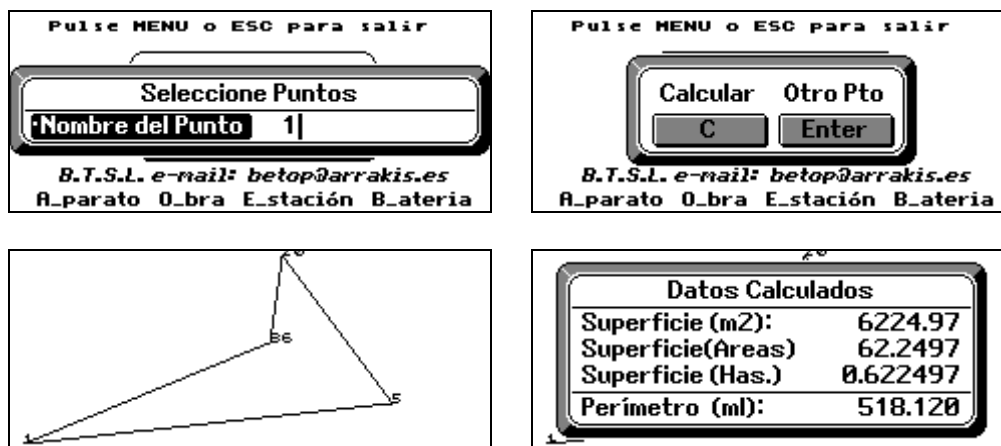 Pulse MENU o ESC para salir
Seleccione Puntos
·Nombre del Punto 1
B.T.S.L. e-mail: betop@arrakis.es
A_parato O_bra E_stación B_ateria
Pulse MENU o ESC para salir
Calcular Otro Pto
C Enter
B.T.S.L. e-mail: betop@arrakis.es
A_parato O_bra E_stación B_ateria
B6
5
1
Datos Calculados
Superficie (m2): 6224.97
Superficie(Areas) 62.2497
Superficie (Has.) 0.622497
Perímetro (ml): 518.120
1